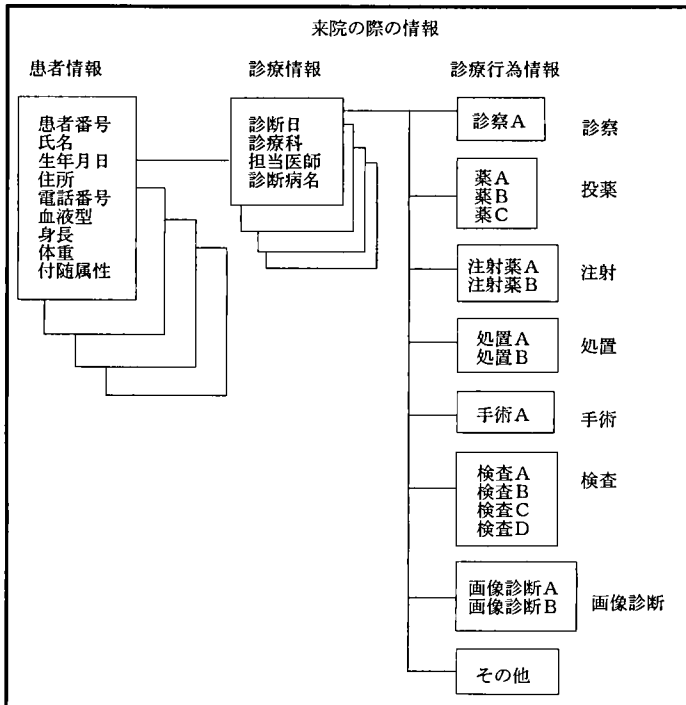 来院の際の情報
患者情報
患者番号
氏名
生年月日
住所
電話番号
血液型
身長
体重
付随属性
診療情報
診断日
診療科
担当医師
診断病名
診療行為情報
診察A
診察
薬A
薬B
薬C
投薬
注射薬A
注射薬B
注射
処置A
処置B
処置
手術A
手術
検査A
検査B
検査C
検査D
検査
画像診断A
画像診断B
画像診断
その他